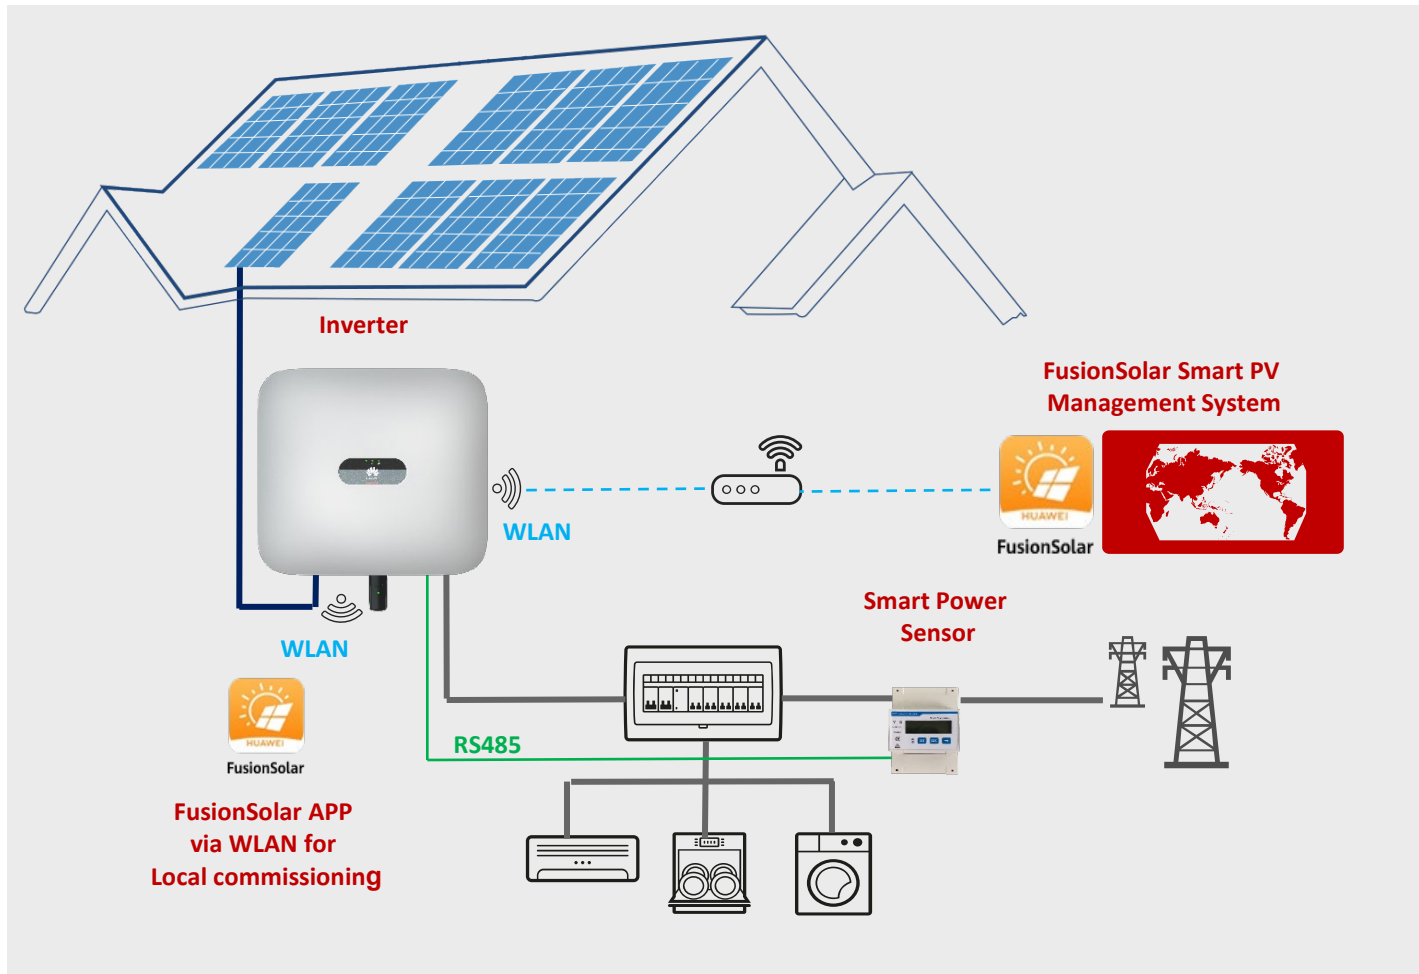 Inverter
FusionSolar Smart PV
Management System
WLAN
HUAWEI
FusionSolar
WLAN
Smart Power
Sensor
HUAWEI
FusionSolar
RS485
FusionSolar APP
via WLAN for
Local commissioning